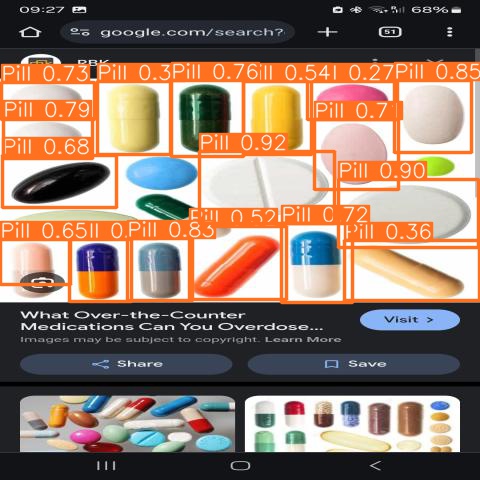 09:27 68%
google.com/search? 51
Pill 0.73 Pill 0.3 Pill 0.76 ill 0.54 l 0.27 Pill 0.85
Pill 0.79 Pill 0.7
Pill 0.68 Pill 0.92 Pill 0.90
Pill 0.65 ll 0. Pill 0.83 Pill 0.52 Pill 0.72 Pill 0.36
What Over-the-Counter
Medications Can You Overdose...
Visit >
Images may be subject to copyright. Learn More
Share Save